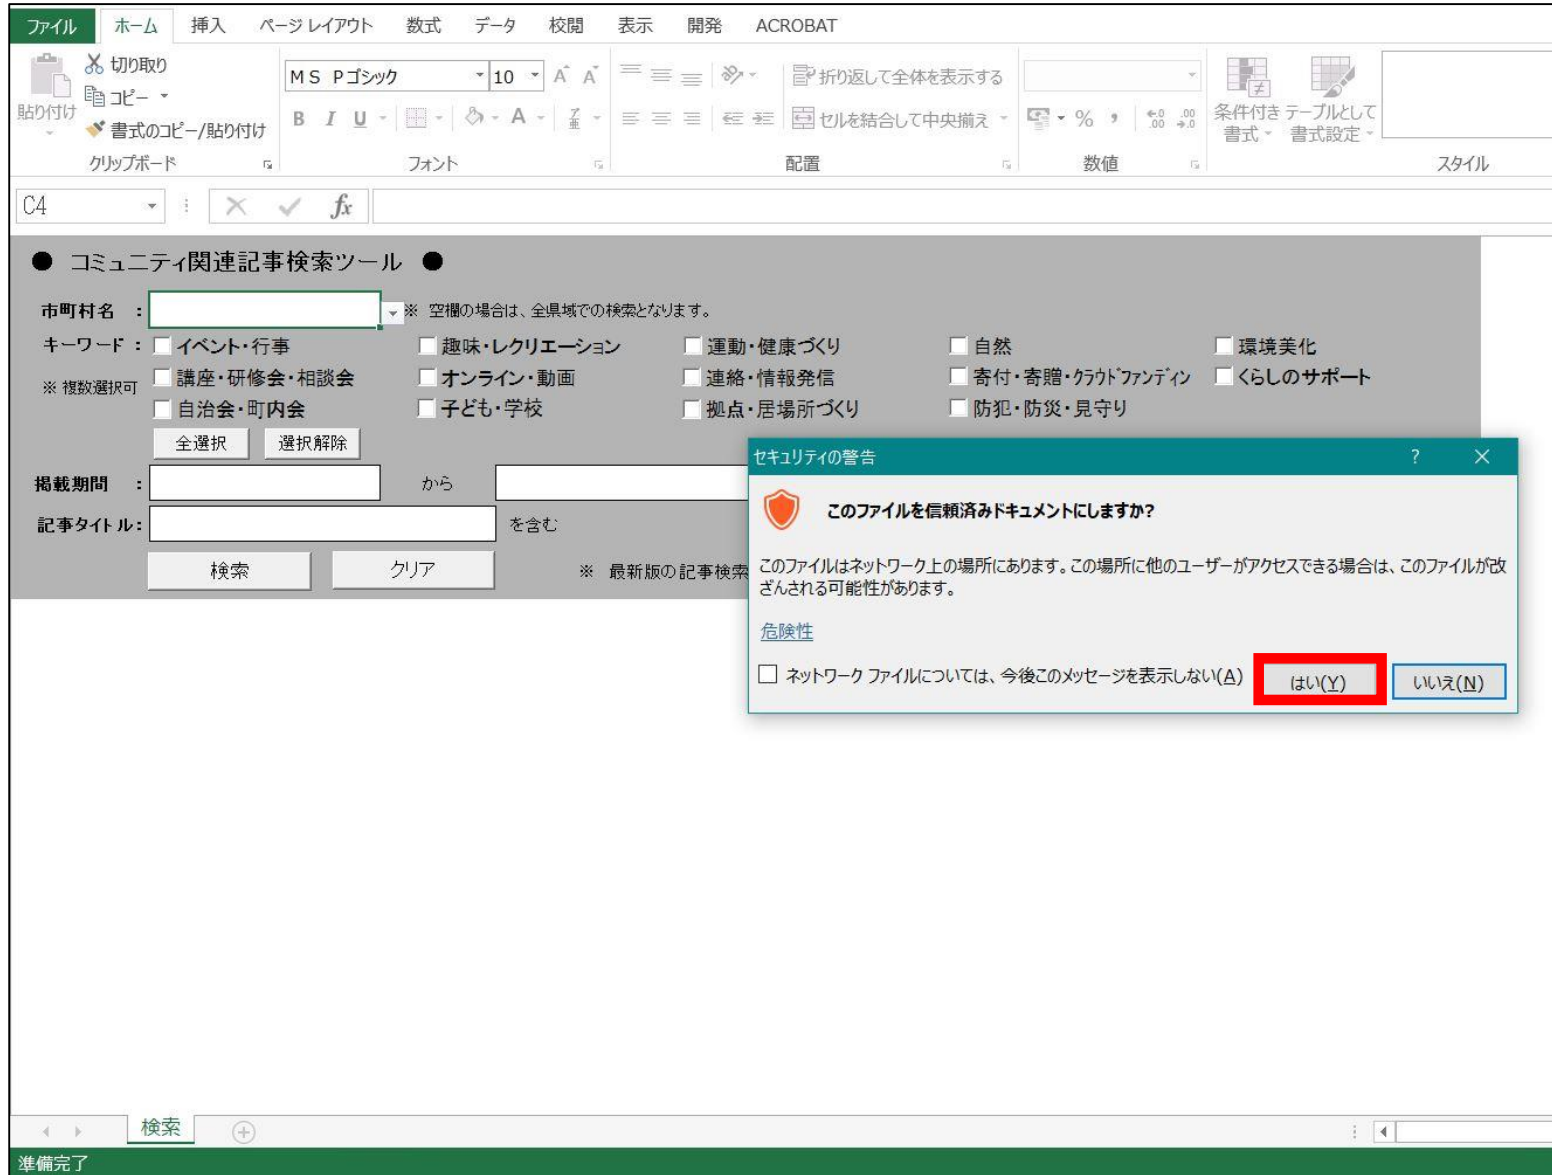 ファイル ホーム 挿入 ページ レイアウト 数式 データ 校閲 表示 開発 ACROBAT
貼り付け
切り取り
コピー
書式のコピー/貼り付け
クリップボード
ＭＳ Ｐゴシック 10
B I U
フォント
折り返して全体を表示する
セルを結合して中央揃え
配置
% ,
数値
条件付き書式
テーブルとして書式設定
スタイル
C4
fx
● コミュニティ関連記事検索ツール ●
市町村名 :
※ 空欄の場合は、全県域での検索となります。
キーワード : イベント・行事 趣味・レクリエーション 運動・健康づくり 自然 環境美化
※ 複数選択可 講座・研修会・相談会 オンライン・動画 連絡・情報発信 寄付・寄贈・クラウドファンディン くらしのサポート
自治会・町内会 子ども・学校 拠点・居場所づくり 防犯・防災・見守り
全選択 選択解除
掲載期間 : から
記事タイトル: を含む
検索 クリア ※ 最新版の記事検索
セキュリティの警告 ?
このファイルを信頼済みドキュメントにしますか?
このファイルはネットワーク上の場所にあります。この場所に他のユーザーがアクセスできる場合は、このファイルが改
ざんされる可能性があります。
危険性
ネットワーク ファイルについては、今後このメッセージを表示しない(A) はい(Y) いいえ(N)
検索
準備完了